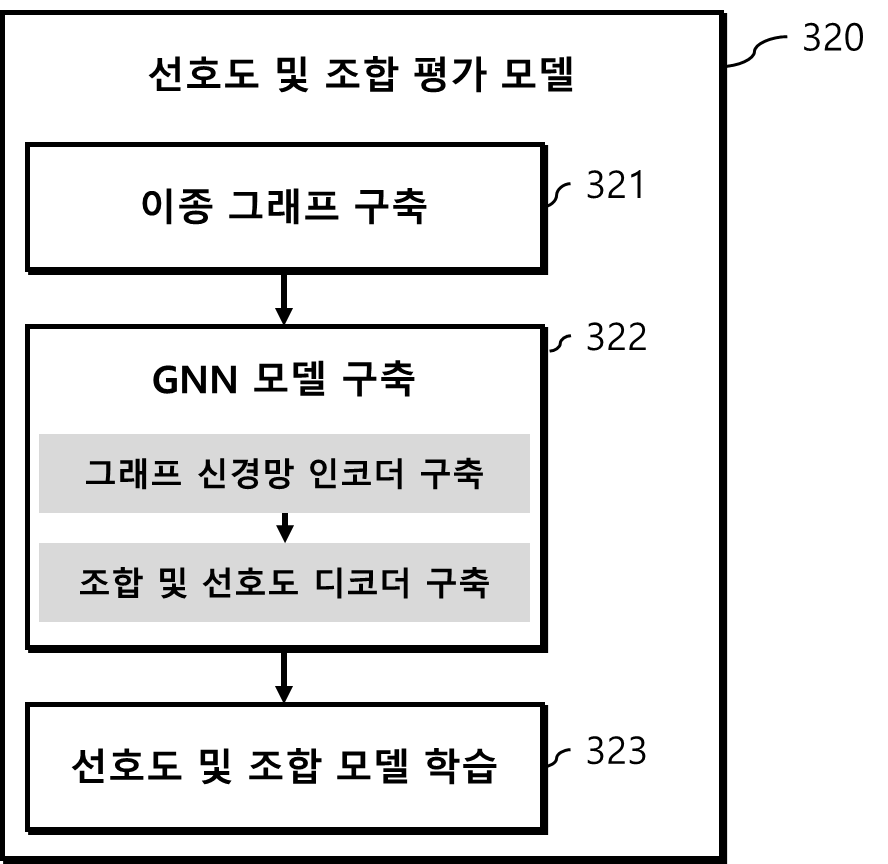 320
선호도 및 조합 평가 모델
이종 그래프 구축
321
322
GNN 모델 구축
그래프 신경망 인코더 구축
조합 및 선호도 디코더 구축
선호도 및 조합 모델 학습
323